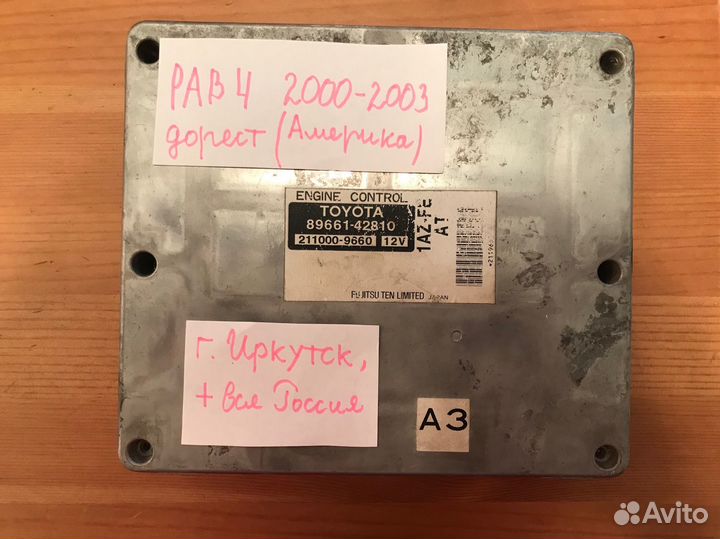 РАВ 4 2000-2003
дорест (Америка)
ENGINE CONTROL
TOYOTA
89661-42810
211000-9660 12V
1AZ-FE
AT
FUJITSU TEN LIMITED JAPAN
г. Иркутск,
+ вся Россия
A3
Avito